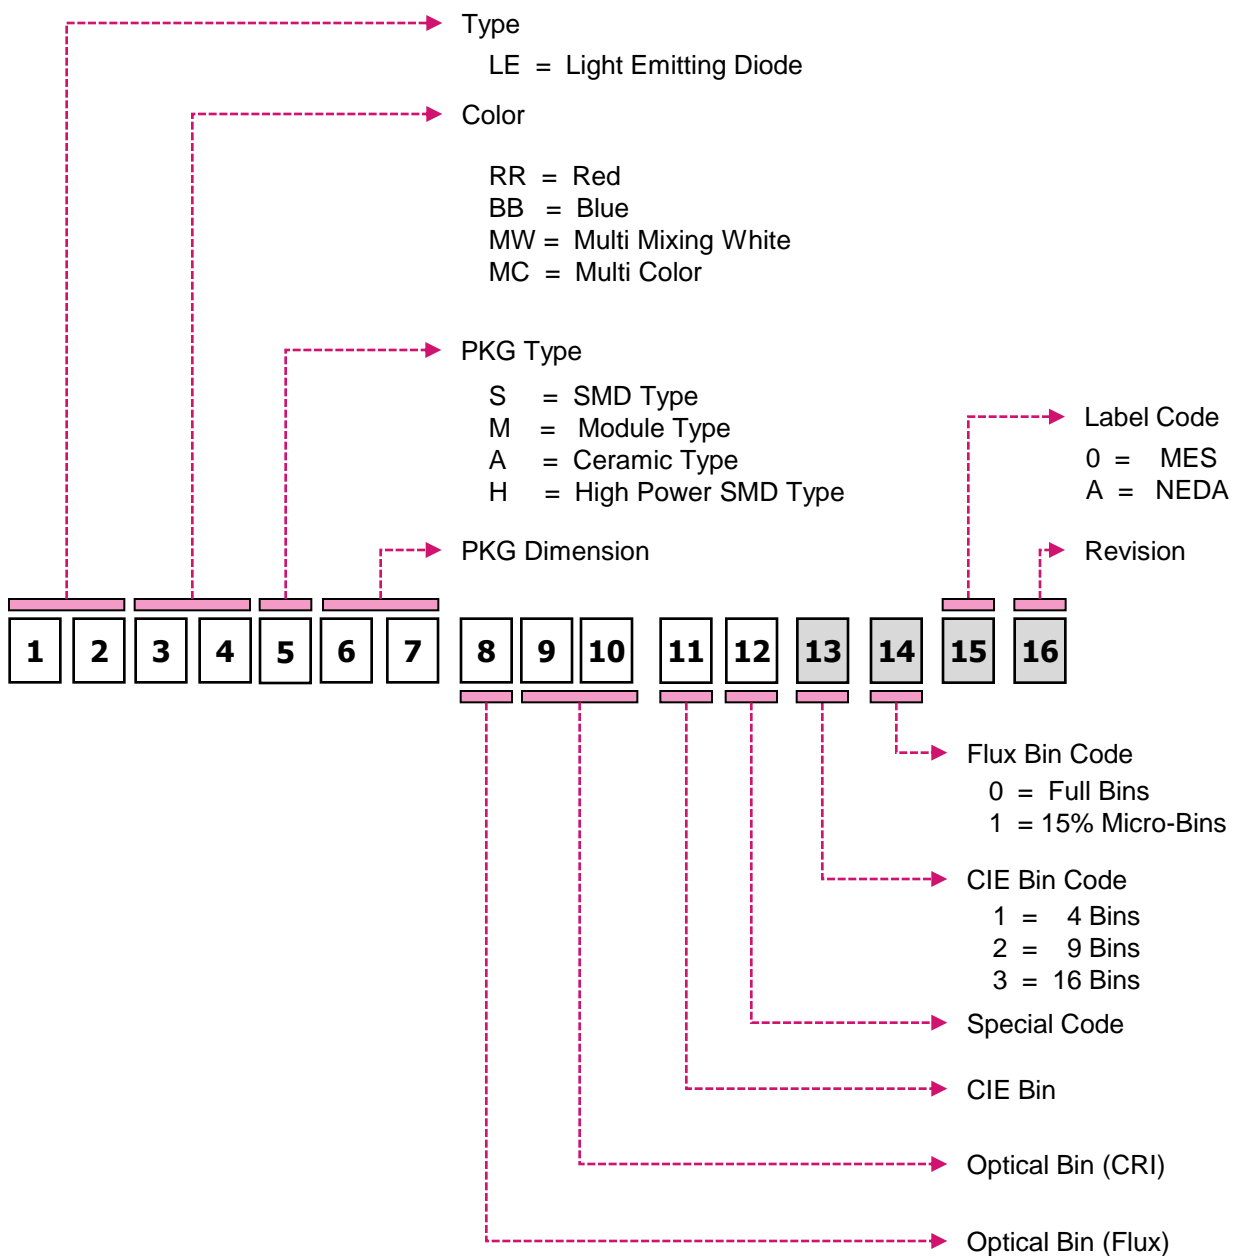 Type
LE = Light Emitting Diode
Color
RR = Red
BB = Blue
MW = Multi Mixing White
MC = Multi Color
PKG Type
S = SMD Type
M = Module Type
A = Ceramic Type
H = High Power SMD Type
Label Code
0 = MES
A = NEDA
PKG Dimension
Revision
1 2 3 4 5 6 7 8 9 10 11 12 13 14 15 16
Flux Bin Code
0 = Full Bins
1 = 15% Micro-Bins
CIE Bin Code
1 = 4 Bins
2 = 9 Bins
3 = 16 Bins
Special Code
CIE Bin
Optical Bin (CRI)
Optical Bin (Flux)